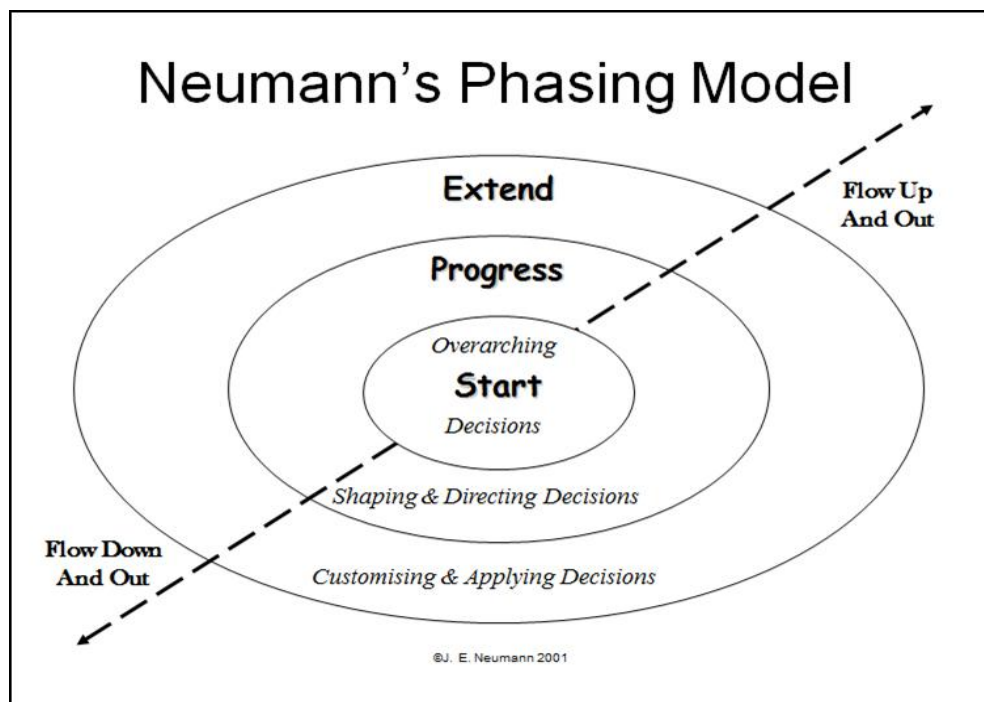 Neumann's Phasing Model
Extend
Flow Up
And Out
Progress
Overarching
Start
Decisions
Shaping & Directing Decisions
Flow Down
And Out
Customising & Applying Decisions
©J. E. Neumann 2001